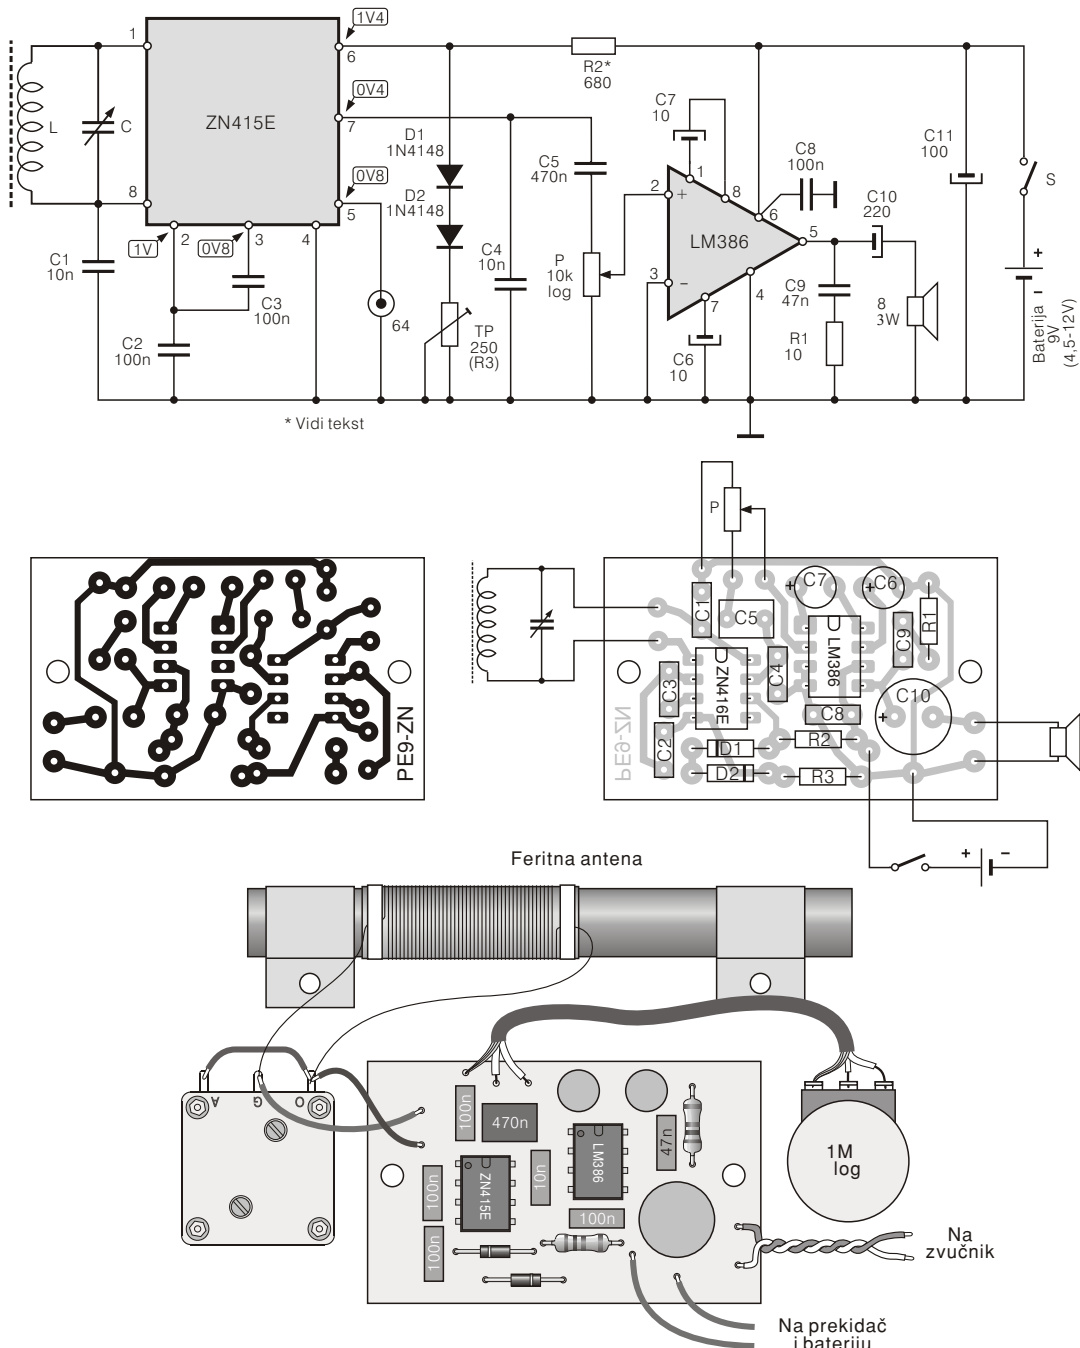 1V4
1
6
R2*
680
0V4
C7
10
ZN415E
7
L
C
D1
1N4148
C5
470n
C8
100n
C11
100
1
8
2
+
D2
1N4148
0V8
8
5
6
C10
220
S
LM386
5
1V
2
0V8
3
4
C1
10n
C4
10n
P
10k
log
3
–
4
7
C9
47n
+
–
C3
100n
64
TP
250
(R3)
8
3W
Baterija
9V
(4,5-12V)
C2
100n
C6
10
R1
10
* Vidi tekst
P
+ C7
+ C6
C1
C5
R1
C9
LM386
C4
C3
ZN416E
C10
+
C8
PE9-ZN
PE9-ZN
C2
D1
R2
D2
R3
+
–
Feritna antena
A
G
O
100n
470n
47n
LM386
1M
log
ZN415E
10n
100n
100n
100n
Na
zvučnik
Na prekidač
i bateriju